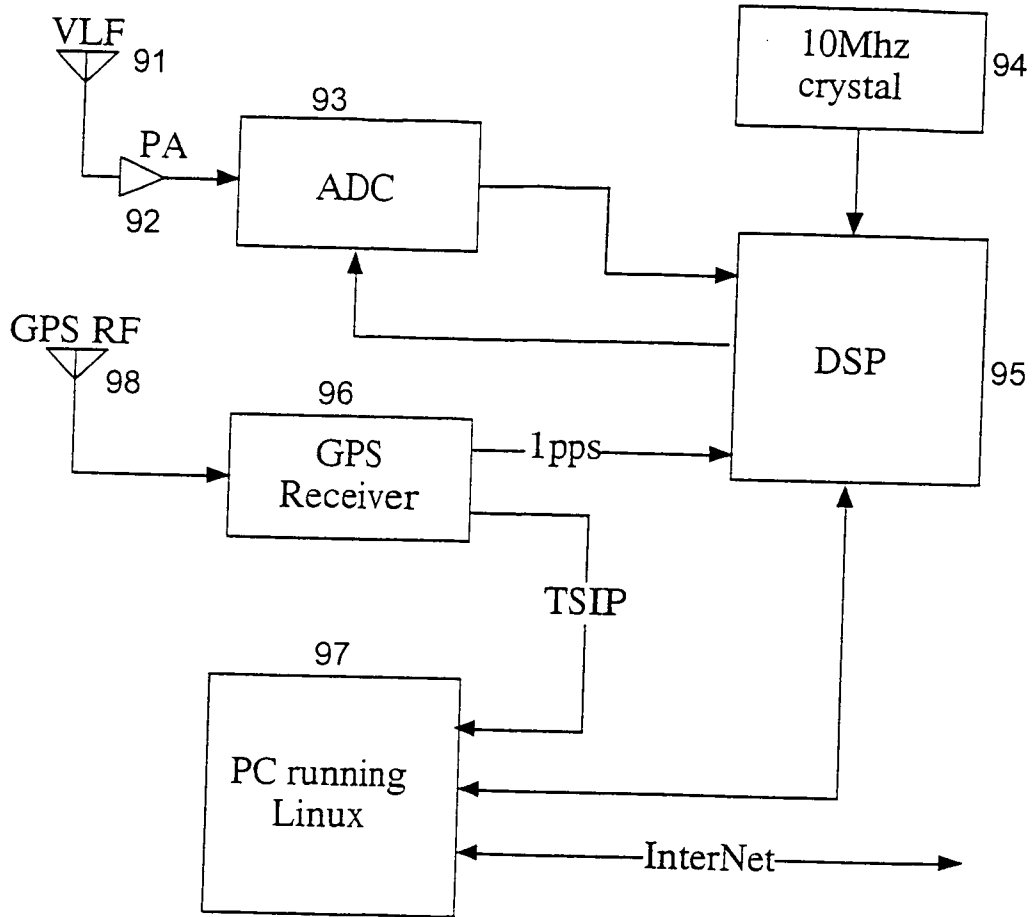 VLF
91
PA
92
93
ADC
10Mhz
crystal
94
DSP
95
GPS RF
98
96
GPS
Receiver
1pps
TSIP
97
PC running
Linux
InterNet